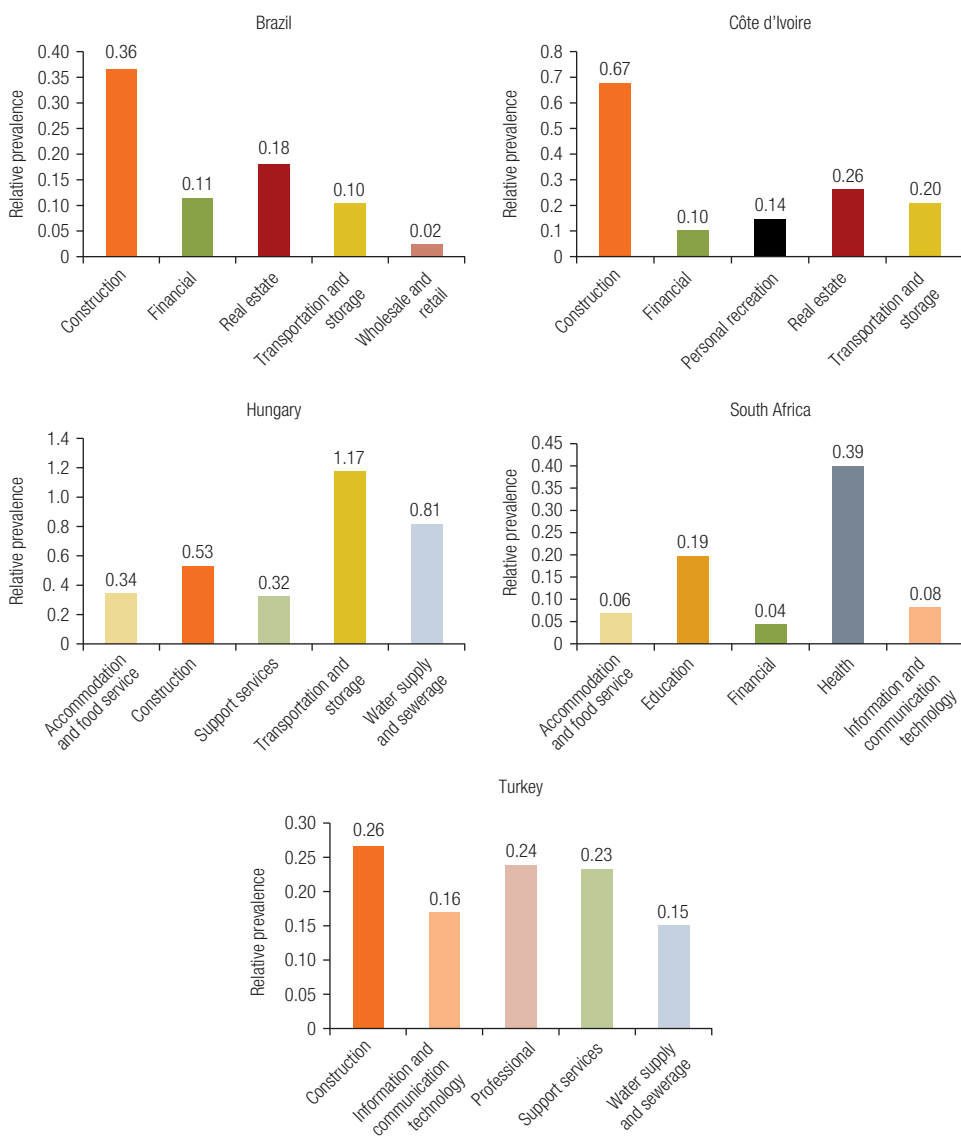 Brazil
Relative prevalence
0.40
0.35
0.30
0.25
0.20
0.15
0.10
0.05
0
0.36
0.11
0.18
0.10
0.02
Construction
Financial
Real estate
Transportation and
storage
Wholesale and
retail
Côte d’Ivoire
Relative prevalence
0.8
0.7
0.6
0.5
0.4
0.3
0.2
0.1
0
0.67
0.10
0.14
0.26
0.20
Construction
Financial
Personal recreation
Real estate
Transportation and
storage
Hungary
Relative prevalence
1.4
1.2
1.0
0.8
0.6
0. 4
0.2
0
0.34
0.53
0.32
1.17
0.81
Accommodation
and food service
Construction
Support services
Transportation and
storage
Water supply
and sewerage
South Africa
Relative prevalence
0.45
0.40
0.35
0.30
0.25
0.20
0.15
0.10
0.05
0
0.06
0.19
0.04
0.39
0.08
Accommodation
and food service
Education
Financial
Health
Information and
communication
technology
Turkey
Relative prevalence
0.30
0.25
0.20
0.15
0.10
0.05
0
0.26
0.16
0.24
0.23
0.15
Construction
Information and
communication
technology
Professional
Support services
Water supply
and sewerage